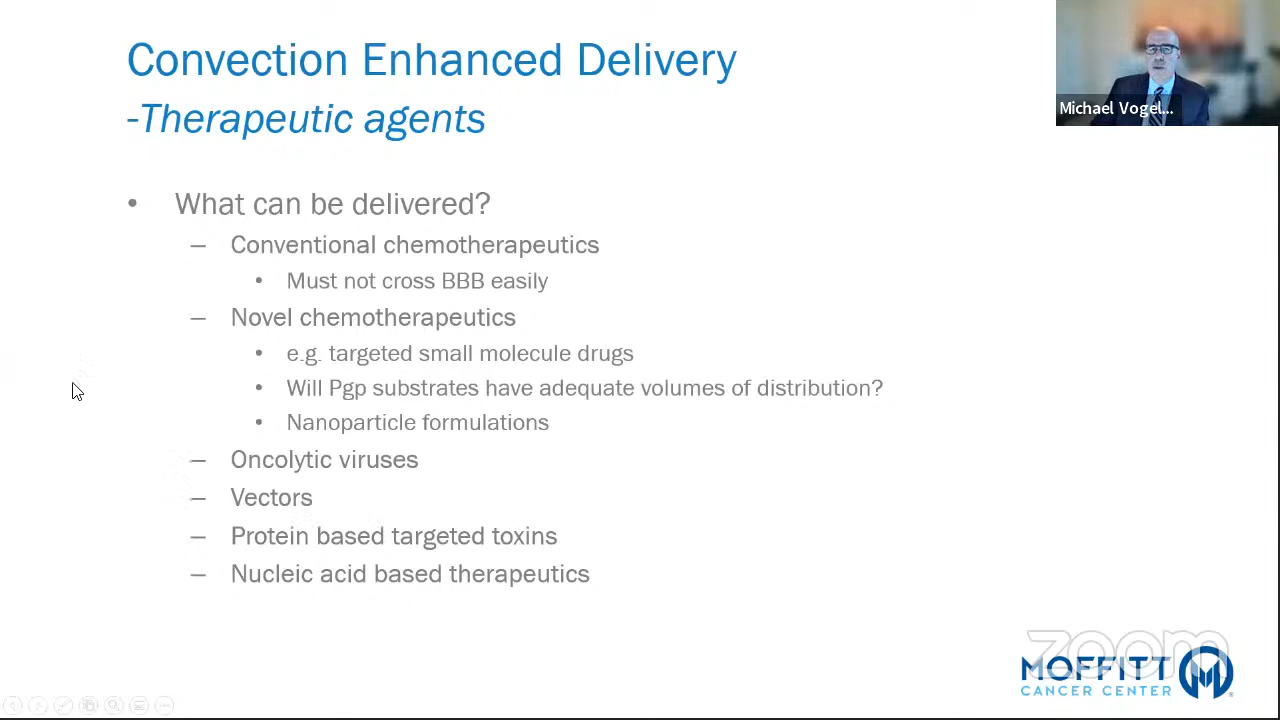 Convection Enhanced Delivery
-Therapeutic agents
Michael Vogel...
• What can be delivered?
– Conventional chemotherapeutics
• Must not cross BBB easily
– Novel chemotherapeutics
• e.g. targeted small molecule drugs
• Will Pgp substrates have adequate volumes of distribution?
• Nanoparticle formulations
– Oncolytic viruses
– Vectors
– Protein based targeted toxins
– Nucleic acid based therapeutics
zoom
MOFFITT
CANCER CENTER
®